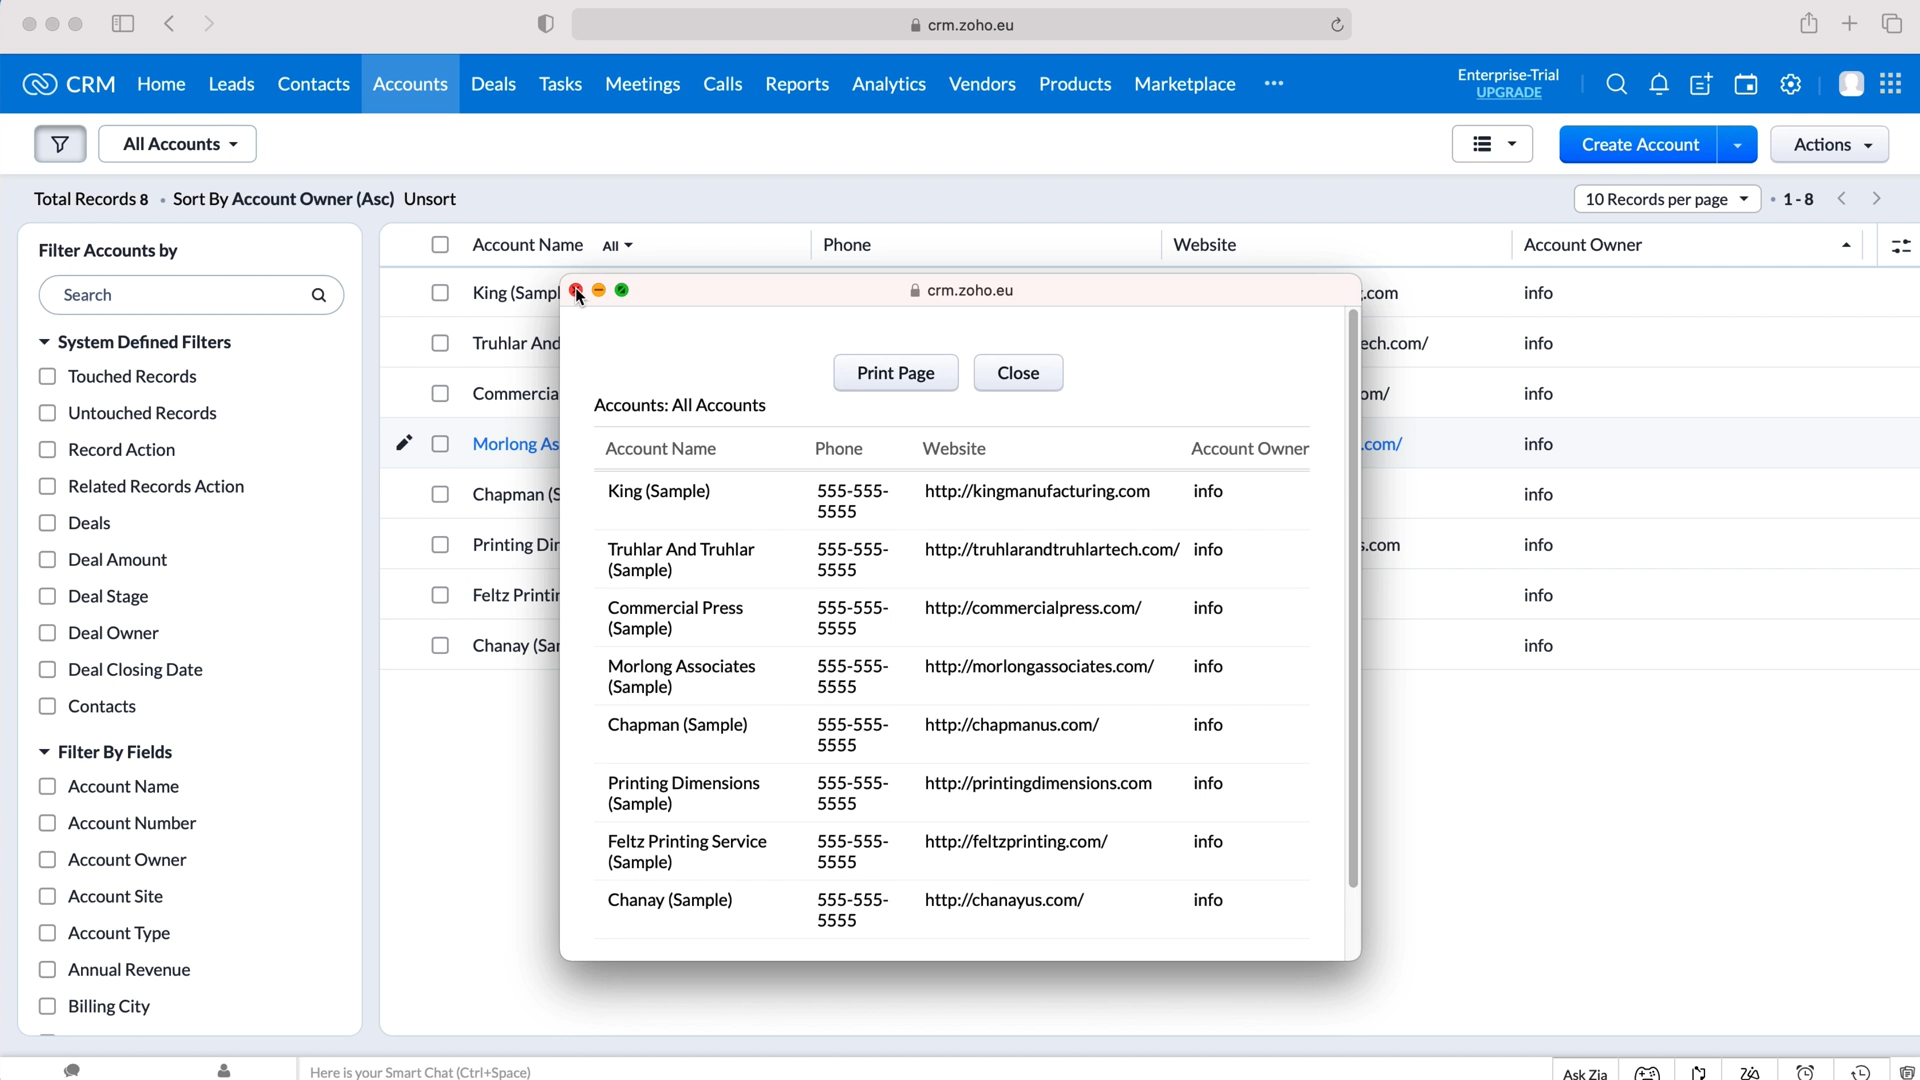 crm.zoho.eu
CRM Home Leads Contacts Accounts Deals Tasks Meetings Calls Reports Analytics Vendors Products Marketplace ••• Enterprise-Trial
UPGRADE
All Accounts Create Account Actions
Total Records 8 • Sort By Account Owner (Asc) Unsort 10 Records per page • 1 - 8
Filter Accounts by
Search
System Defined Filters
Touched Records
Untouched Records
Record Action
Related Records Action
Deals
Deal Amount
Deal Stage
Deal Owner
Deal Closing Date
Contacts
Filter By Fields
Account Name
Account Number
Account Owner
Account Site
Account Type
Annual Revenue
Billing City
Account Name All Phone Website Account Owner
King (Sampl .com info
Truhlar And ech.com/ info
Commercia om/ info
Morlong As .com/ info
Chapman (S info
Printing Dir s.com info
Feltz Printin info
Chanay (Sar info
crm.zoho.eu
Print Page Close
Accounts: All Accounts
Account Name Phone Website Account Owner
King (Sample) 555-555-5555 http://kingmanufacturing.com info
Truhlar And Truhlar (Sample) 555-555-5555 http://truhlarandtruhlartech.com/ info
Commercial Press (Sample) 555-555-5555 http://commercialpress.com/ info
Morlong Associates (Sample) 555-555-5555 http://morlongassociates.com/ info
Chapman (Sample) 555-555-5555 http://chapmanus.com/ info
Printing Dimensions (Sample) 555-555-5555 http://printingdimensions.com info
Feltz Printing Service (Sample) 555-555-5555 http://feltzprinting.com/ info
Chanay (Sample) 555-555-5555 http://chanayus.com/ info
Here is your Smart Chat (Ctrl+Space) Ask Zia